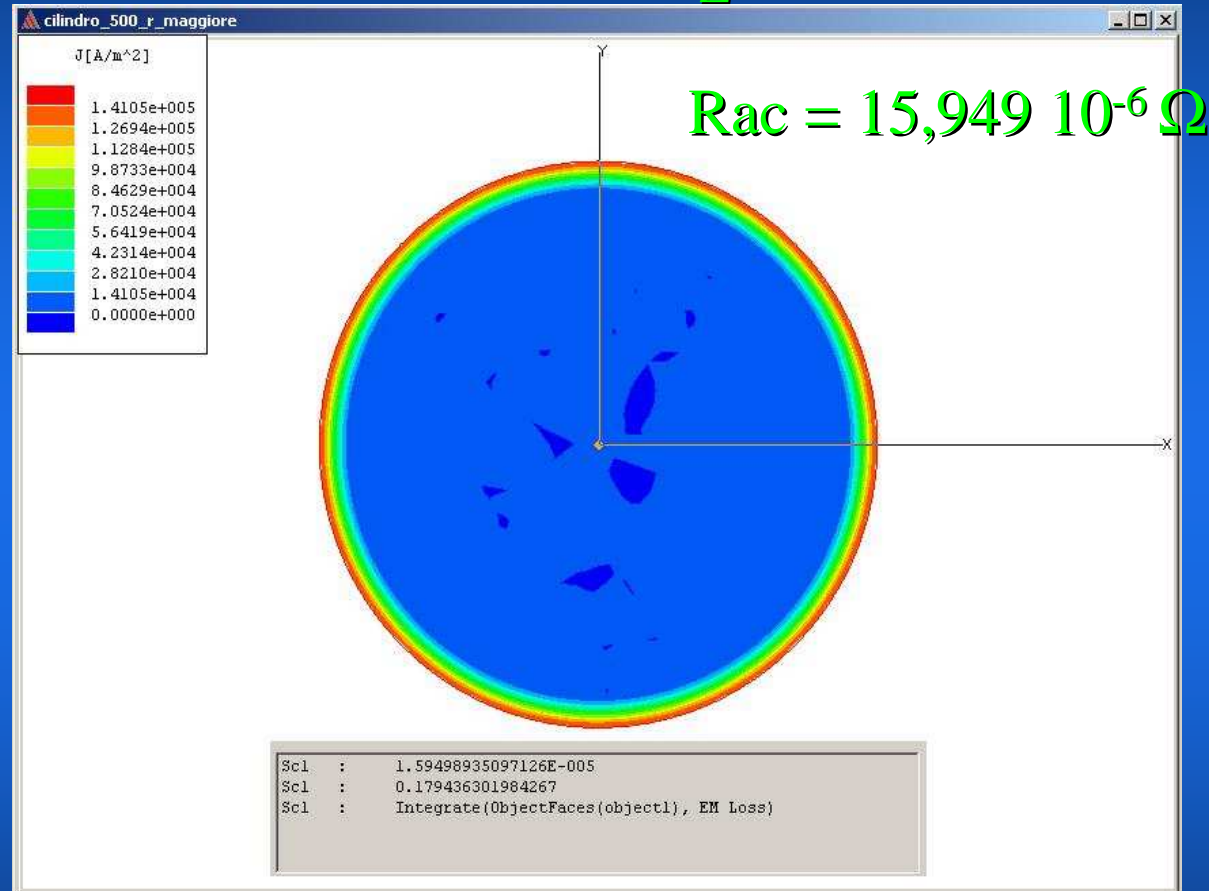 cilindro_500_r_maggiore
J[A/m^2]
1.4105e+005
1.2694e+005
1.1284e+005
9.8733e+004
8.4629e+004
7.0524e+004
5.6419e+004
4.2314e+004
2.8210e+004
1.4105e+004
0.0000e+000
Y
Rac = 15,949 10-6 Ω
X
Scl : 1.59498935097126E-005
Scl : 0.179436301984267
Scl : Integrate(ObjectFaces(object1), EM Loss)